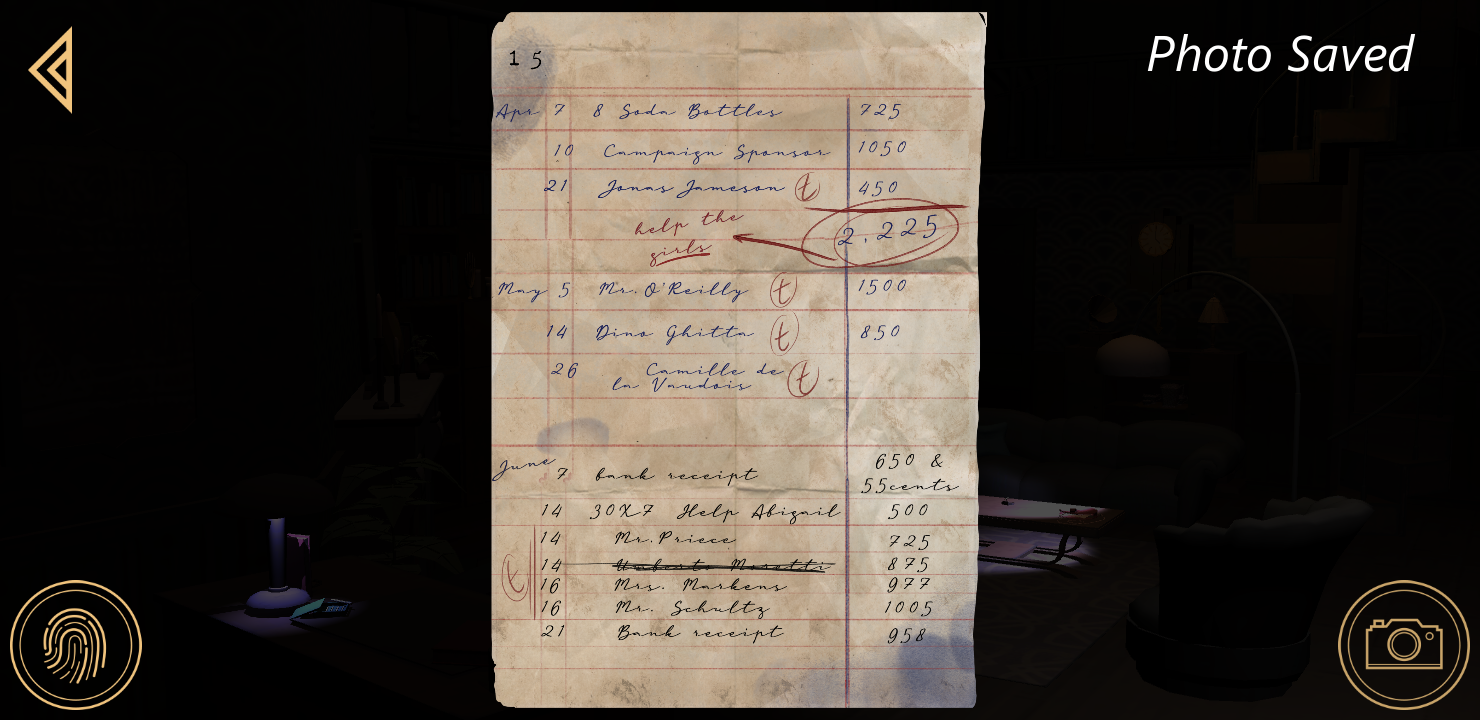 Photo Saved
15
Apr 7 8 Soda Bottles 725
10 Campaign Sponsor 1050
21 Jonas Jameson t 450
help the 2.225
girls
May 5 Mr. O'Reilly t 1500
14 Dino Ghitta t 850
26 Camille de
la Vaudois t
June 7 bank receipt 650 &
55cents
14 30X7 Help Abigail 500
14 Mr. Priece 725
t 14 Umberto Moretti 875
16 Mrs. Markens 977
16 Mr. Schultz 1005
21 Bank receipt 958